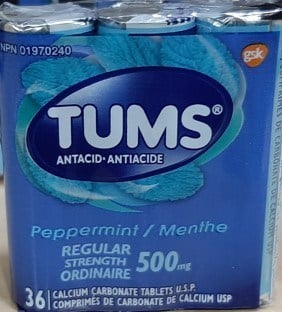 NPN 01970240
gsk
TUMS®
ANTACID·ANTIACIDE
Peppermint / Menthe
REGULAR
STRENGTH
ORDINAIRE
500mg
36 CALCIUM CARBONATE TABLETS U.S.P.
COMPRIMÉS DE CARBONATE DE CALCIUM USP